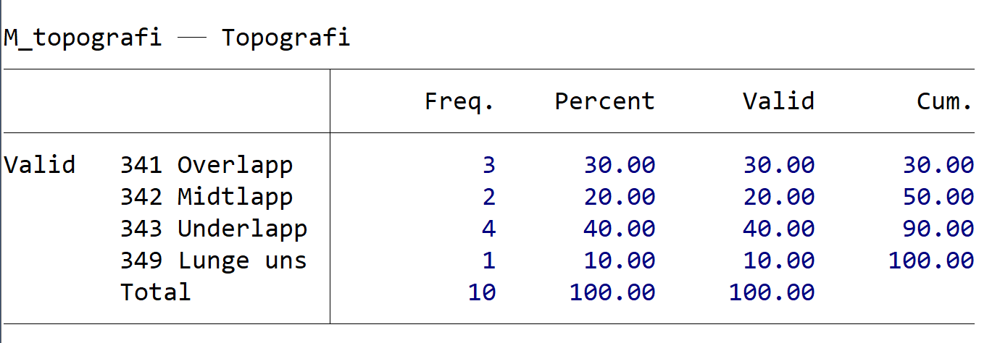 M_topografi — Topografi
Freq. Percent Valid Cum.
Valid 341 Overlapp 3 30.00 30.00 30.00
342 Midtlapp 2 20.00 20.00 50.00
343 Underlapp 4 40.00 40.00 90.00
349 Lunge uns 1 10.00 10.00 100.00
Total 10 100.00 100.00